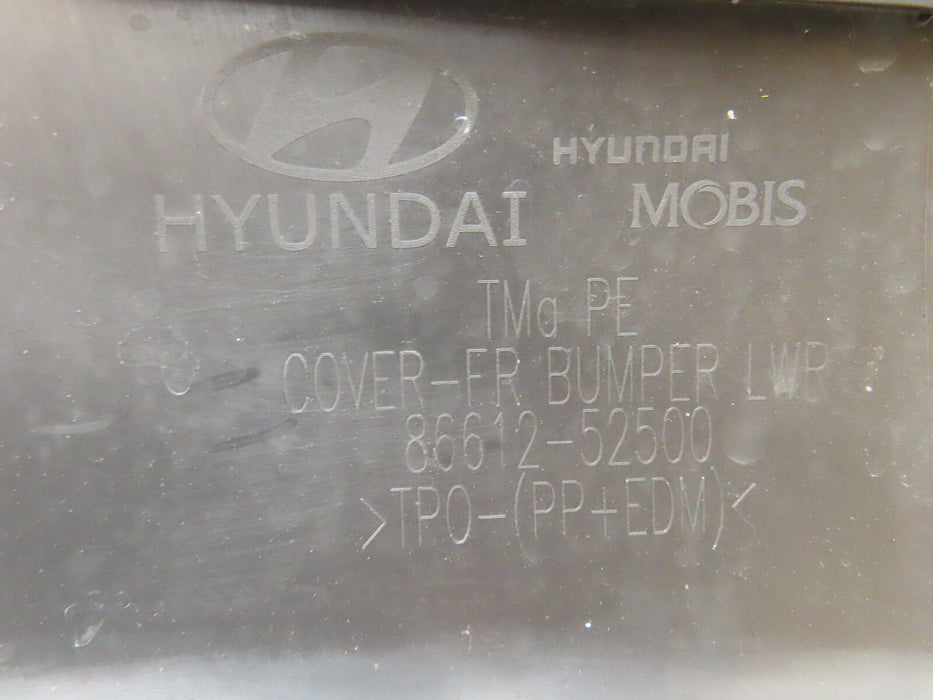 HYUNDAI
HYUNDAI
MOBIS
TMa PE
COVER-FR BUMPER LWR
86612-52500
>TPO-(PP+EDM)<